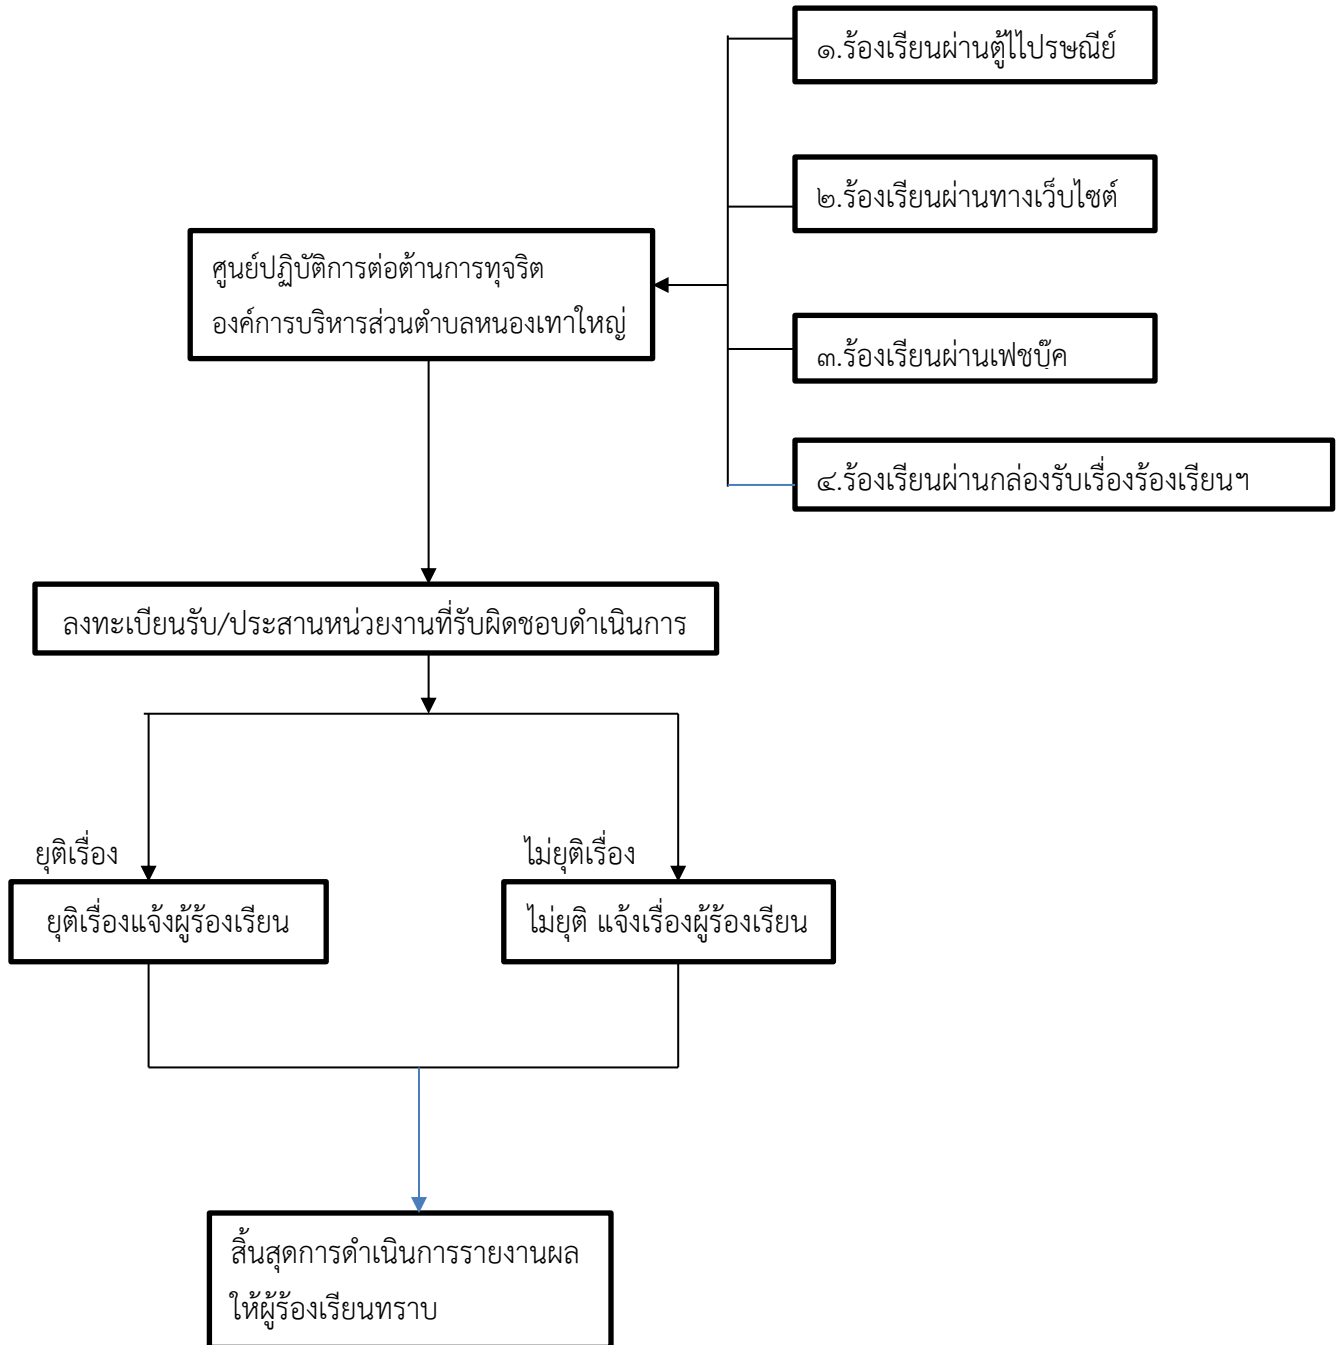 ๑.ร้องเรียนผ่านตู้ไไปรษณีย์
๒.ร้องเรียนผ่านทางเว็บไซต์
ศูนย์ปฏิบัติการต่อต้านการทุจริต
องค์การบริหารส่วนตำบลหนองเทาใหญ่
๓.ร้องเรียนผ่านเฟชบุ๊ค
๔.ร้องเรียนผ่านกล่องรับเรื่องร้องเรียนฯ
ลงทะเบียนรับ/ประสานหน่วยงานที่รับผิดชอบดำเนินการ
ยุติเรื่อง
ไม่ยุติเรื่อง
ยุติเรื่องแจ้งผู้ร้องเรียน
ไม่ยุติ แจ้งเรื่องผู้ร้องเรียน
สิ้นสุดการดำเนินการรายงานผล
ให้ผู้ร้องเรียนทราบ